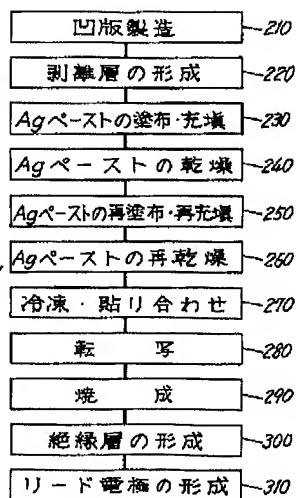 凹版製造 210
剥離層の形成 220
Agペーストの塗布・充填 230
Agペーストの乾燥 240
Agペーストの再塗布・再充填 250
Agペーストの再乾燥 260
冷凍・貼り合わせ 270
転写 280
焼成 290
絶縁層の形成 300
リード電極の形成 310